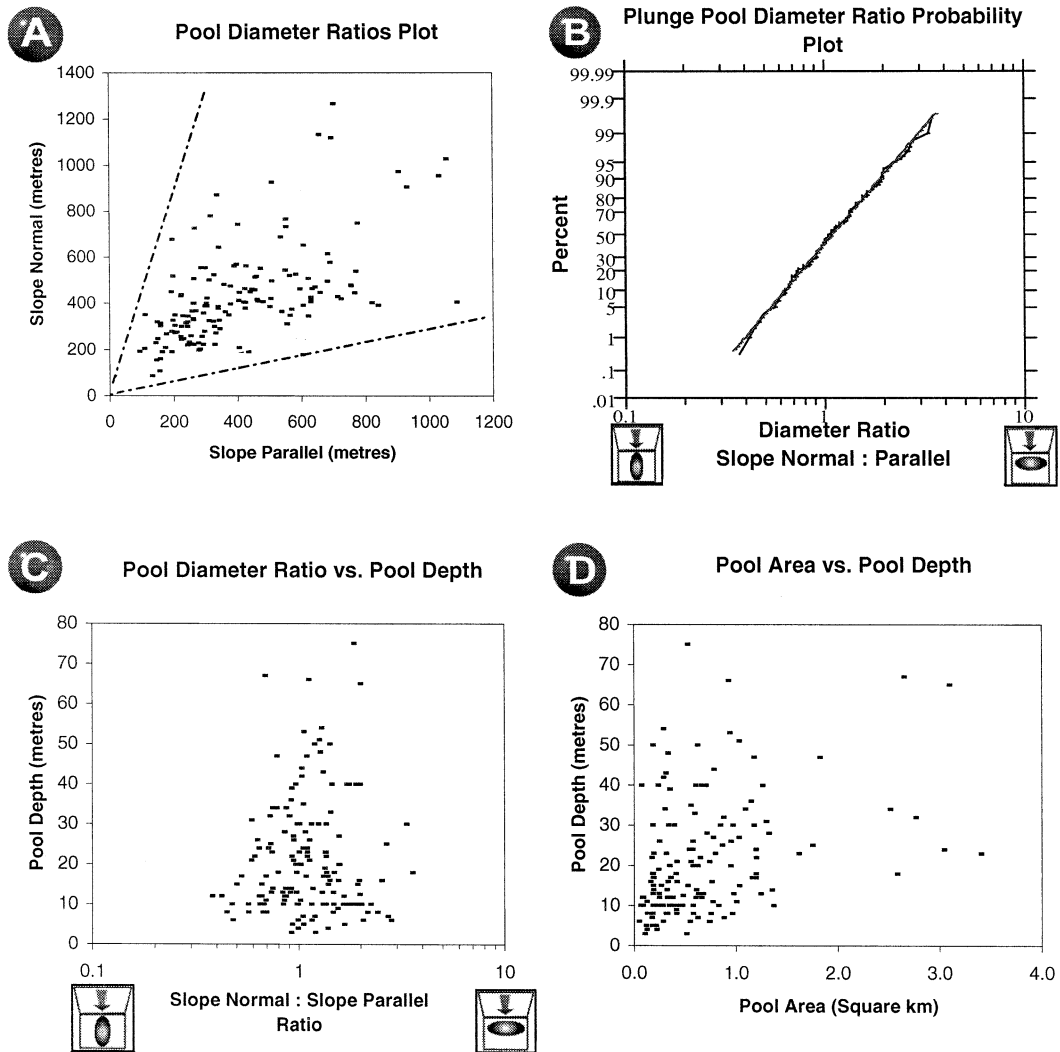 A
Pool Diameter Ratios Plot
1400
1200
1000
800
600
400
200
0
Slope Normal (metres)
0 200 400 600 800 1000 1200
Slope Parallel (metres)
B
Plunge Pool Diameter Ratio Probability
Plot
99.99
99.9
99
95
90
80
70
50
30
20
10
5
1
.1
.01
Percent
0.1 1 10
Diameter Ratio
Slope Normal : Parallel
C
Pool Diameter Ratio vs. Pool Depth
80
70
60
50
40
30
20
10
0
Pool Depth (metres)
0.1 1 10
Slope Normal : Slope Parallel
Ratio
D
Pool Area vs. Pool Depth
80
70
60
50
40
30
20
10
0
Pool Depth (metres)
0.0 1.0 2.0 3.0 4.0
Pool Area (Square km)